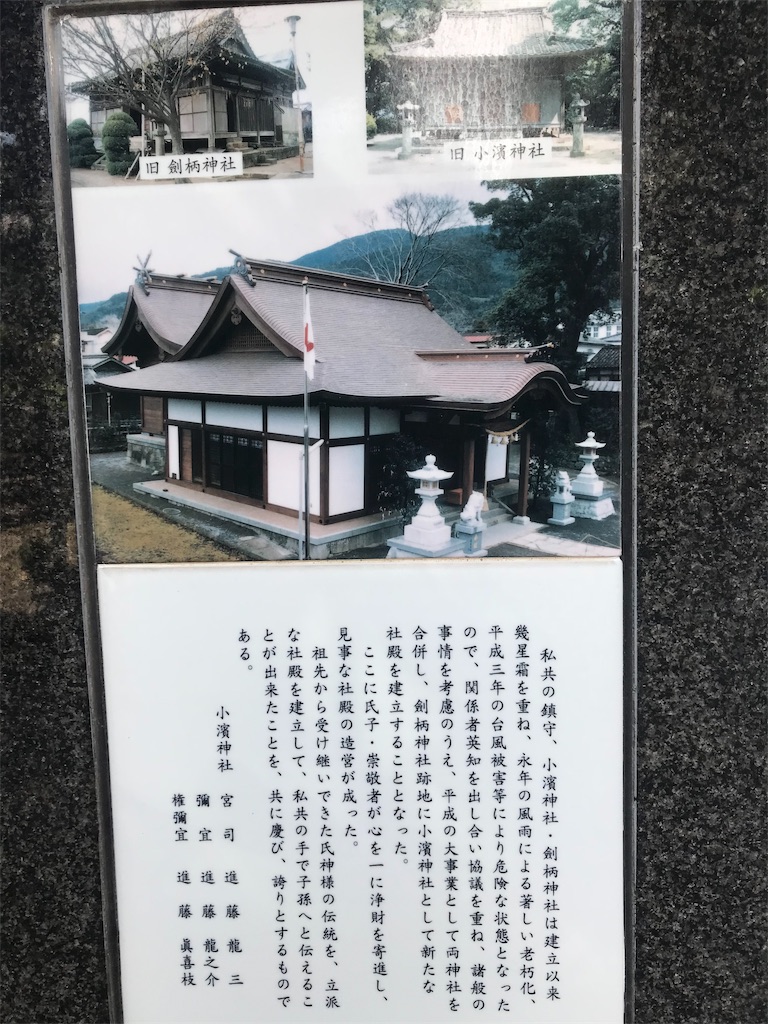 旧 劍柄神社
旧 小濱神社
私共の鎮守、小濱神社・劍柄神社は建立以来
幾星霜を重ね、永年の風雨による著しい老朽化、
平成三年の台風被害等により危険な状態となった
ので、関係者英知を出し合い協議を重ね、諸般の
事情を考慮のうえ、平成の大事業として両神社を
合併し、劍柄神社跡地に小濱神社として新たな
社殿を建立することとなった。
ここに氏子・崇敬者が心を一に浄財を寄進し、
見事な社殿の造営が成った。
祖先から受け継いできた氏神様の伝統を、立派
な社殿を建立して、私共の手で子孫へと伝えるこ
とが出来たことを、共に慶び、誇りとするもので
ある。
小濱神社 宮司 進藤龍三
彌宜 進藤龍之介
権彌宜 進藤眞喜枝